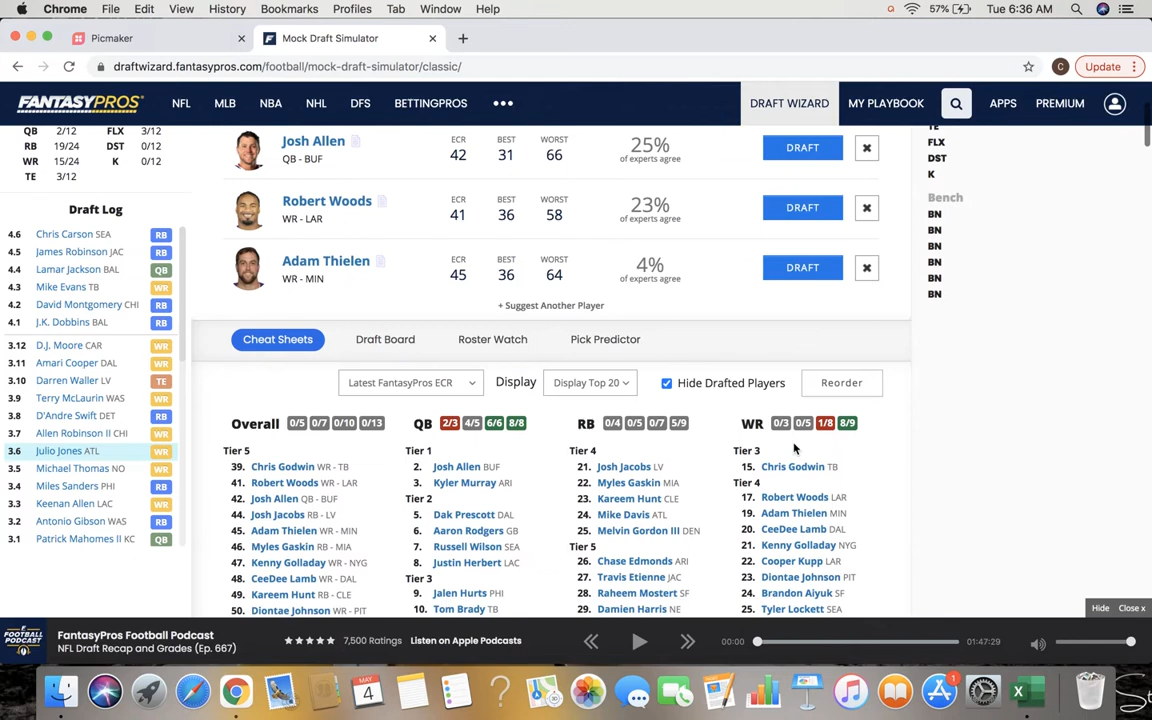 Chrome File Edit View History Bookmarks Profiles Tab Window Help 57% Tue 6:36 AM
Picmaker × Mock Draft Simulator × +
draftwizard.fantasypros.com/football/mock-draft-simulator/classic/ C Update
FANTASYPROS NFL MLB NBA NHL DFS BETTINGPROS ••• DRAFT WIZARD MY PLAYBOOK APPS PREMIUM
QB 2/12 FLX 3/12
RB 19/24 DST 0/12
WR 15/24 K 0/12
TE 3/12
Draft Log
4.6 Chris Carson SEA RB
4.5 James Robinson JAC RB
4.4 Lamar Jackson BAL QB
4.3 Mike Evans TB WR
4.2 David Montgomery CHI RB
4.1 J.K. Dobbins BAL RB
3.12 D.J. Moore CAR WR
3.11 Amari Cooper DAL WR
3.10 Darren Waller LV TE
3.9 Terry McLaurin WAS WR
3.8 D'Andre Swift DET RB
3.7 Allen Robinson II CHI WR
3.6 Julio Jones ATL WR
3.5 Michael Thomas NO WR
3.4 Miles Sanders PHI RB
3.3 Keenan Allen LAC WR
3.2 Antonio Gibson WAS RB
3.1 Patrick Mahomes II KC QB
Josh Allen ECR BEST WORST 25% DRAFT
QB - BUF 42 31 66 of experts agree
Robert Woods ECR BEST WORST 23% DRAFT
WR - LAR 41 36 58 of experts agree
Adam Thielen ECR BEST WORST 4% DRAFT
WR - MIN 45 36 64 of experts agree
+ Suggest Another Player
Cheat Sheets Draft Board Roster Watch Pick Predictor
Latest FantasyPros ECR Display Display Top 20 Hide Drafted Players Reorder
Overall 0/5 0/7 0/10 0/13
Tier 5
39. Chris Godwin WR - TB
41. Robert Woods WR - LAR
42. Josh Allen QB - BUF
44. Josh Jacobs RB - LV
45. Adam Thielen WR - MIN
46. Myles Gaskin RB - MIA
47. Kenny Golladay WR - NYG
48. CeeDee Lamb WR - DAL
49. Kareem Hunt RB - CLE
50. Diontae Johnson WR - PIT
QB 2/3 4/5 6/6 8/8
Tier 1
2. Josh Allen BUF
3. Kyler Murray ARI
Tier 2
5. Dak Prescott DAL
6. Aaron Rodgers GB
7. Russell Wilson SEA
8. Justin Herbert LAC
Tier 3
9. Jalen Hurts PHI
10. Tom Brady TB
RB 0/4 0/5 0/7 5/9
Tier 4
21. Josh Jacobs LV
22. Myles Gaskin MIA
23. Kareem Hunt CLE
24. Mike Davis ATL
25. Melvin Gordon III DEN
Tier 5
26. Chase Edmonds ARI
27. Travis Etienne JAC
28. Raheem Mostert SF
29. Damien Harris NE
WR 0/3 0/5 1/8 8/9
Tier 3
15. Chris Godwin TB
Tier 4
17. Robert Woods LAR
19. Adam Thielen MIN
20. CeeDee Lamb DAL
21. Kenny Golladay NYG
22. Cooper Kupp LAR
23. Diontae Johnson PIT
24. Brandon Aiyuk SF
25. Tyler Lockett SEA
TE
FLX
DST
K
Bench
BN
BN
BN
BN
BN
BN
Hide Close x
FOOTBALL PODCAST
FantasyPros Football Podcast 7,500 Ratings Listen on Apple Podcasts 00:00 01:47:29
NFL Draft Recap and Grades (Ep. 667)
MAY 4
1